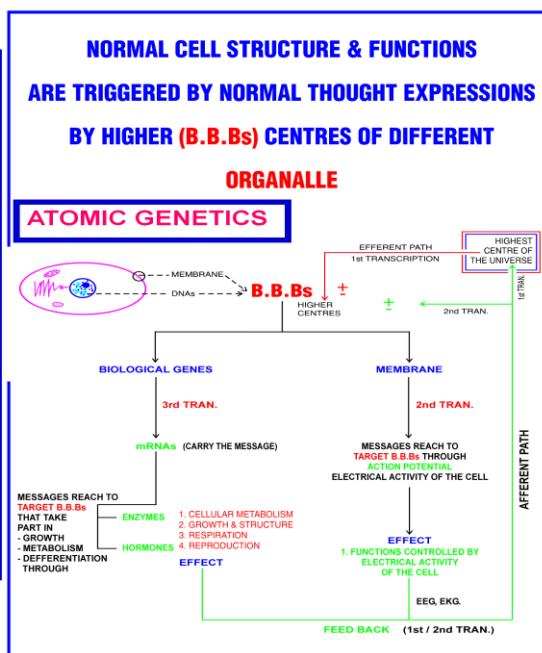 NORMAL CELL STRUCTURE & FUNCTIONS
ARE TRIGGERED BY NORMAL THOUGHT EXPRESSIONS
BY HIGHER (B.B.Bs) CENTRES OF DIFFERENT
ORGANALLE
ATOMIC GENETICS
EFFERENT PATH
1st TRANSCRIPTION
HIGHEST
CENTRE OF
THE UNIVERSE
MEMBRANE
DNAs
B.B.Bs
±
HIGHER
CENTRES
±
2nd TRAN.
1st TRAN.
BIOLOGICAL GENES
MEMBRANE
3rd TRAN.
2nd TRAN.
mRNAs (CARRY THE MESSAGE)
MESSAGES REACH TO
TARGET B.B.Bs THROUGH
ACTION POTENTIAL
ELECTRICAL ACTIVITY OF THE CELL
AFFERENT PATH
MESSAGES REACH TO
TARGET B.B.Bs
THAT TAKE
PART IN
- GROWTH
- METABOLISM
- DEFFERENTIATION
THROUGH
ENZYMES
HORMONES
1. CELLULAR METABOLISM
2. GROWTH & STRUCTURE
3. RESPIRATION
4. REPRODUCTION
EFFECT
EFFECT
1. FUNCTIONS CONTROLLED BY
ELECTRICAL ACTIVITY
OF THE CELL
EEG, EKG.
FEED BACK (1st / 2nd TRAN.)